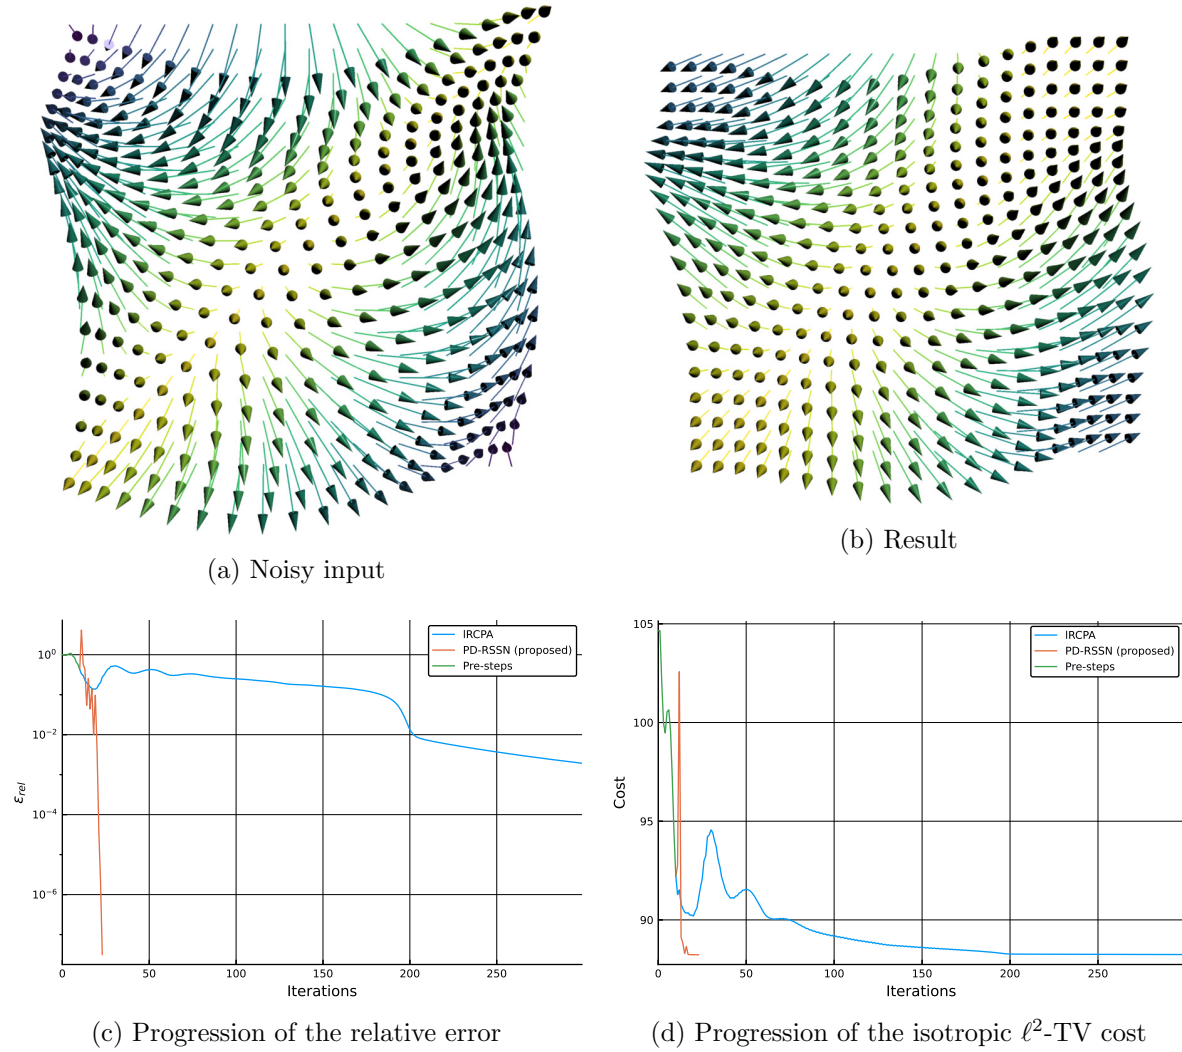 (a) Noisy input
(b) Result
IRCPA
PD-RSSN (proposed)
Pre-steps
10⁰
10⁻²
10⁻⁴
10⁻⁶
ε_rel
0 50 100 150 200 250
Iterations
(c) Progression of the relative error
IRCPA
PD-RSSN (proposed)
Pre-steps
105
100
95
90
Cost
0 50 100 150 200 250
Iterations
(d) Progression of the isotropic ℓ²-TV cost